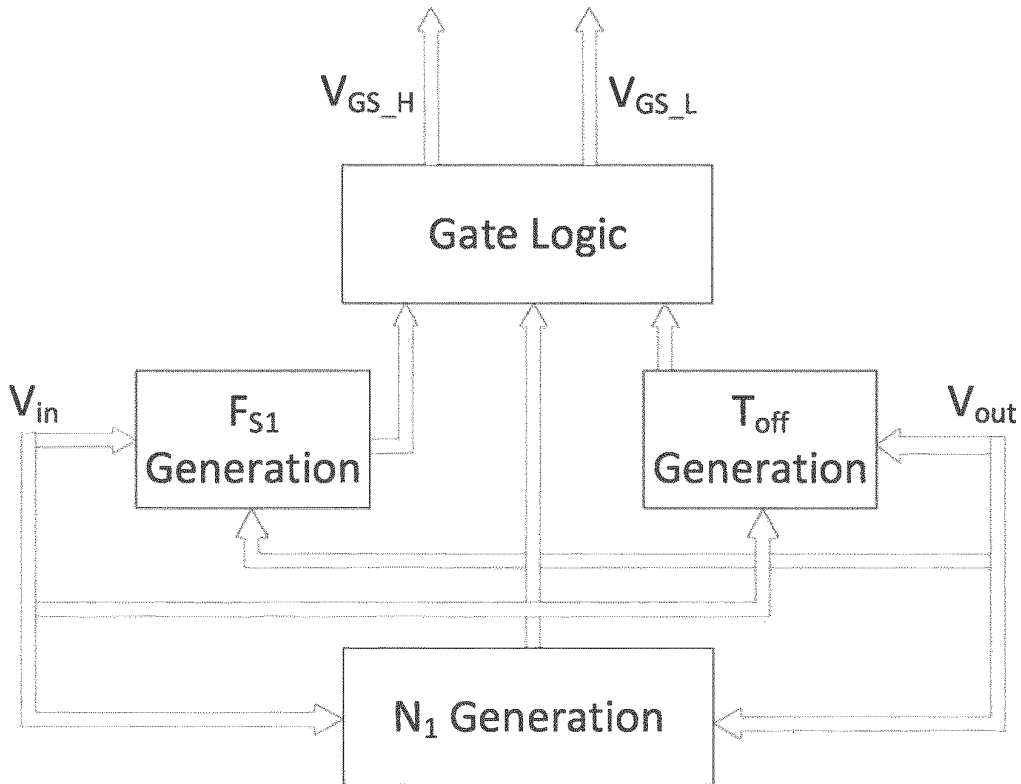 V_GS_H
V_GS_L
Gate Logic
V_in
F_S1
Generation
T_off
Generation
V_out
N_1 Generation